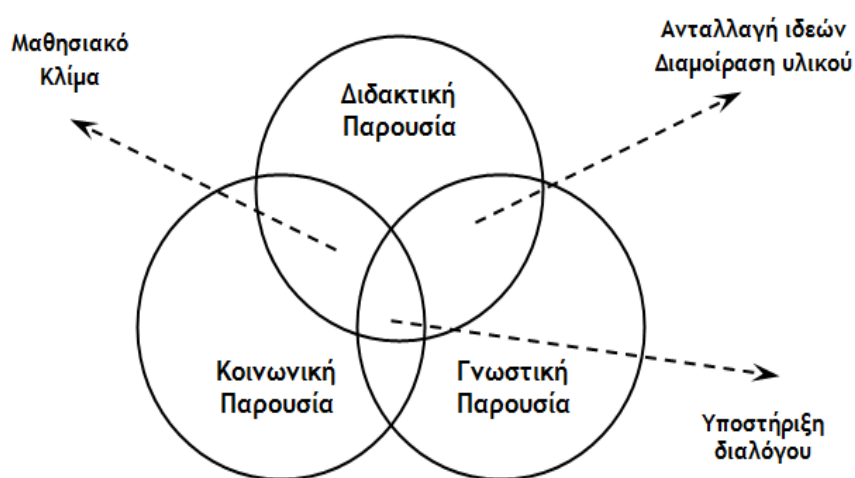 Μαθησιακό
Κλίμα
Ανταλλαγή ιδεών
Διαμοίραση υλικού
Διδακτική
Παρουσία
Κοινωνική
Παρουσία
Γνωστική
Παρουσία
Υποστήριξη
διαλόγου